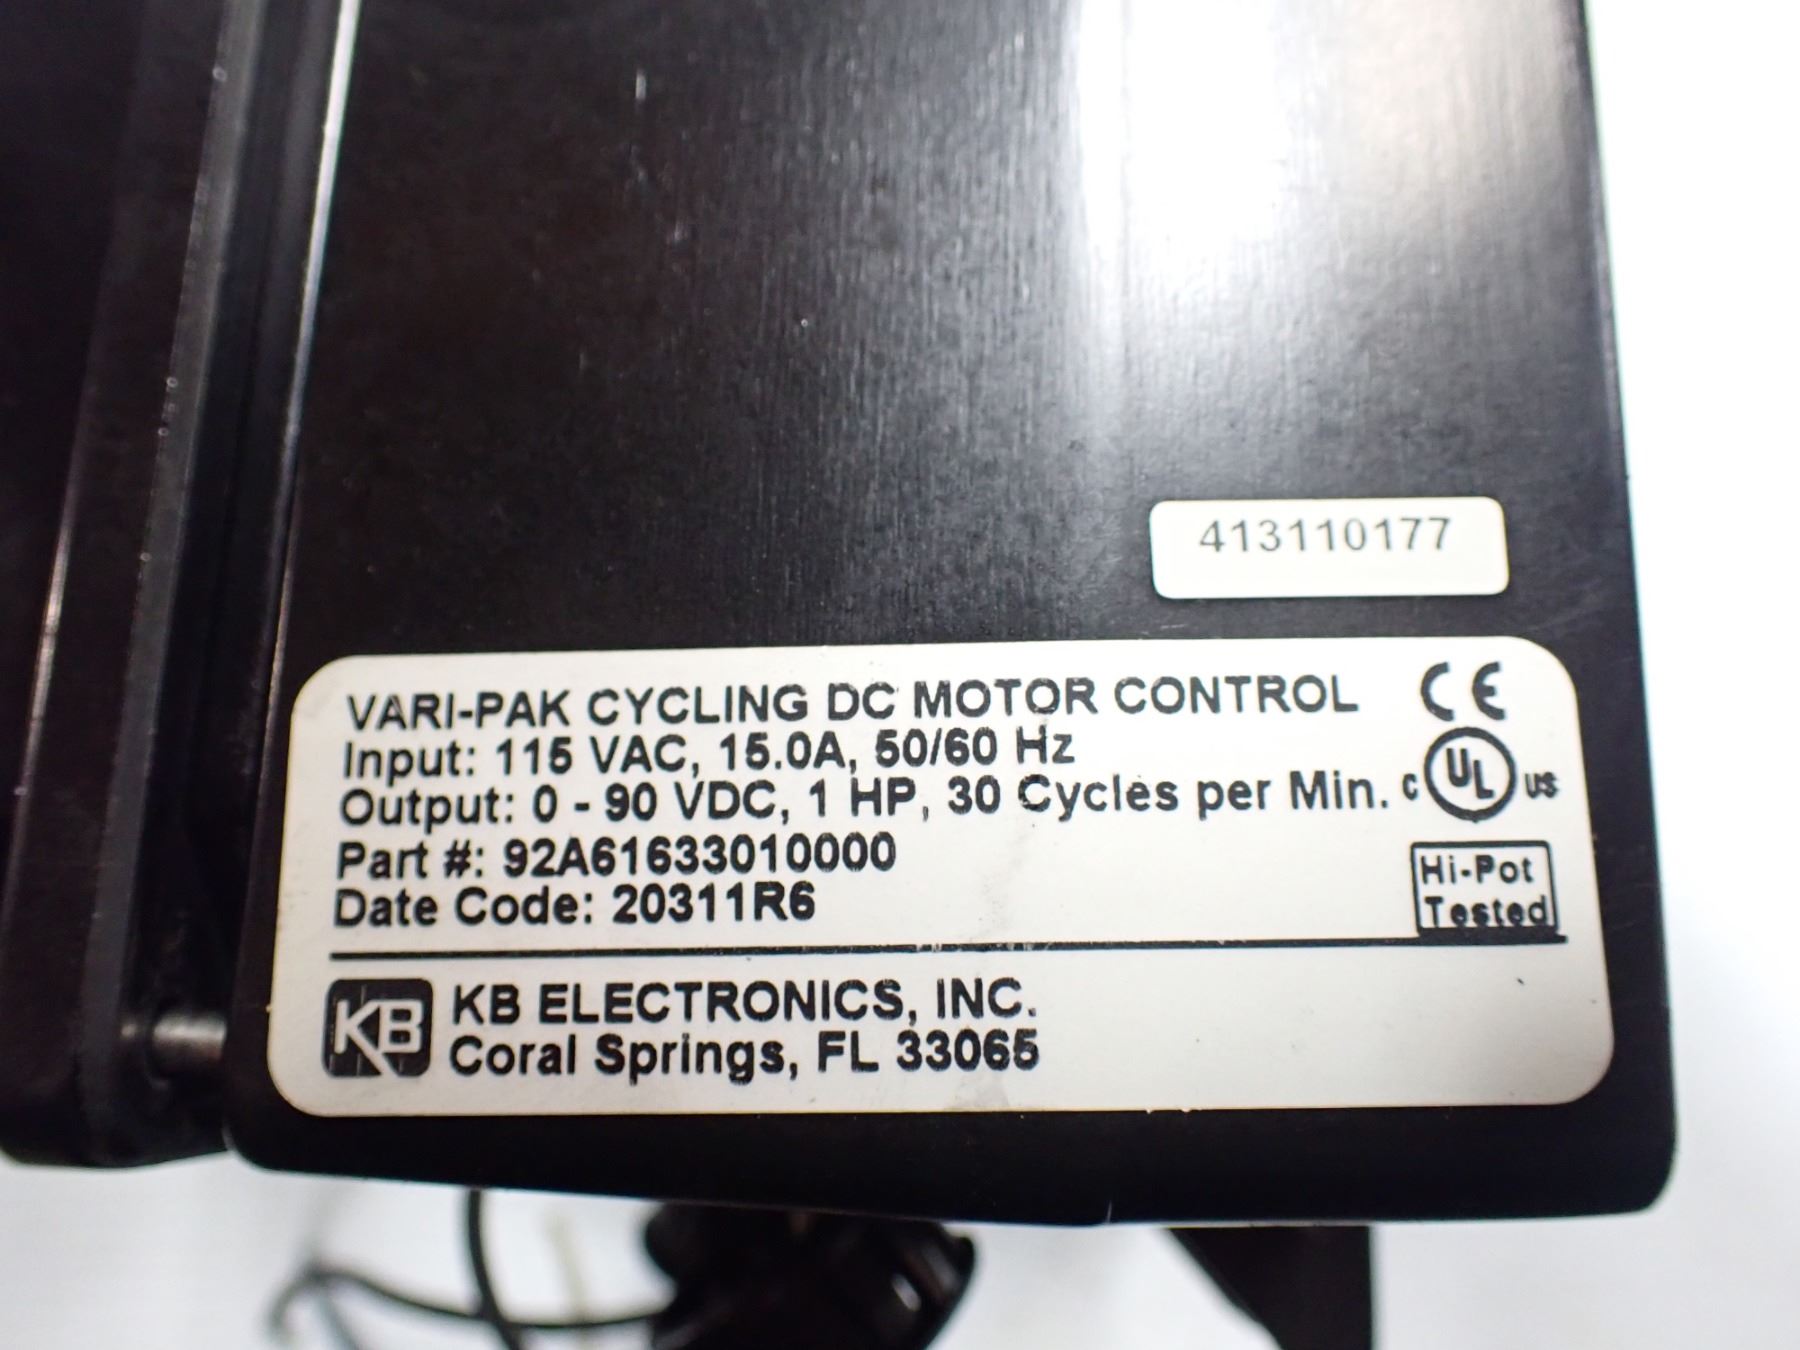 413110177
VARI-PAK CYCLING DC MOTOR CONTROL CE
Input: 115 VAC, 15.0A, 50/60 Hz
Output: 0 - 90 VDC, 1 HP, 30 Cycles per Min. C UL US
Part #: 92A61633010000
Date Code: 20311R6
Hi-Pot
Tested
KB KB ELECTRONICS, INC.
Coral Springs, FL 33065